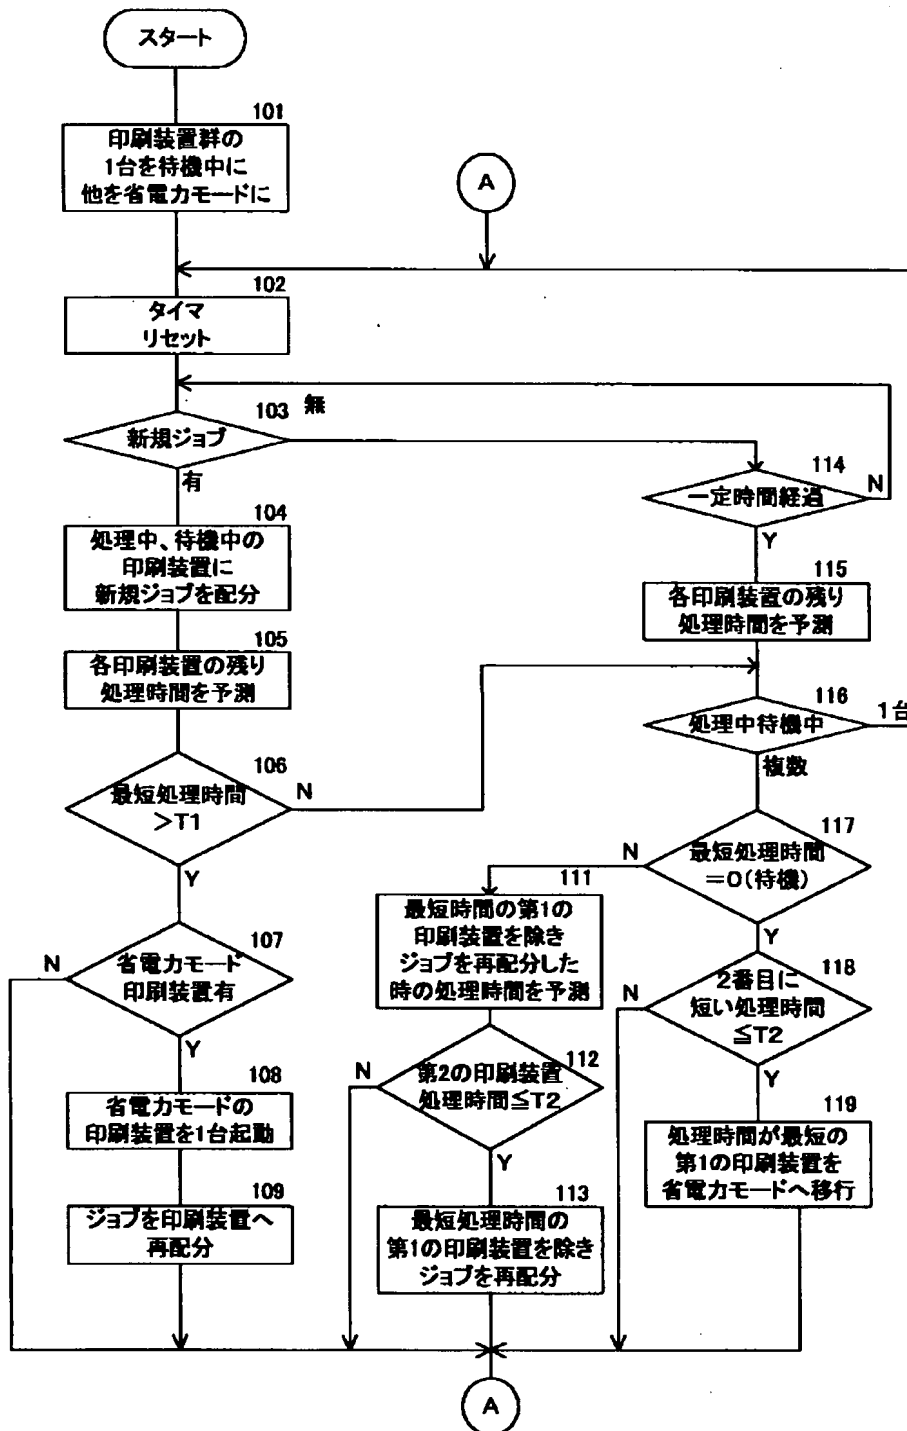 スタート
101
印刷装置群の
1台を待機中に
他を省電力モードに
A
102
タイマ
リセット
103
無
新規ジョブ
有
104
処理中、待機中の
印刷装置に
新規ジョブを配分
105
各印刷装置の残り
処理時間を予測
106
最短処理時間
>T1
N
Y
107
省電力モード
印刷装置有
N
Y
108
省電力モードの
印刷装置を1台起動
109
ジョブを印刷装置へ
再配分
114
一定時間経過
N
Y
115
各印刷装置の残り
処理時間を予測
116
処理中待機中
1台
複数
117
最短処理時間
=0(待機)
N
Y
111
最短時間の第1の
印刷装置を除き
ジョブを再配分した
時の処理時間を予測
112
第2の印刷装置
処理時間≦T2
N
Y
113
最短処理時間の
第1の印刷装置を除き
ジョブを再配分
118
2番目に
短い処理時間
≦T2
N
Y
119
処理時間が最短の
第1の印刷装置を
省電力モードへ移行
A